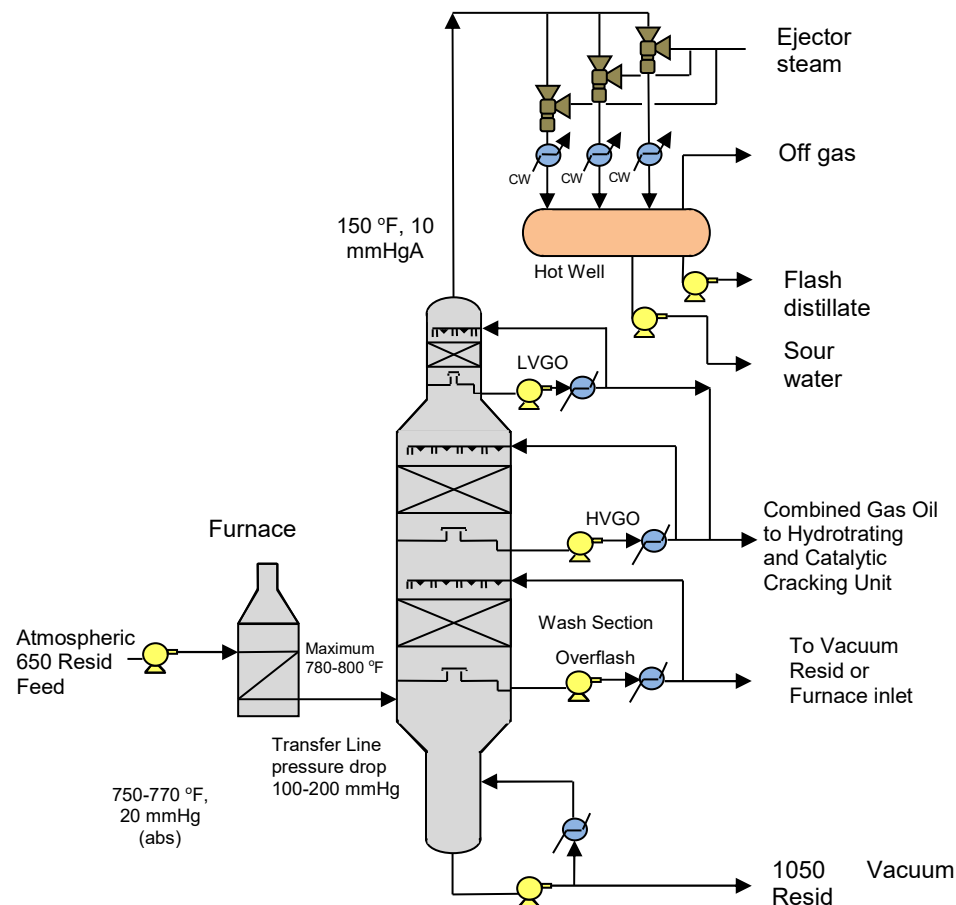 Ejector
steam
Off gas
CW
CW
CW
150 °F, 10
mmHgA
Hot Well
Flash
distillate
Sour
water
LVGO
HVGO
Combined Gas Oil
to Hydrotrating
and Catalytic
Cracking Unit
Furnace
Atmospheric
650 Resid
Feed
Maximum
780-800 °F
Wash Section
Overflash
To Vacuum
Resid or
Furnace inlet
Transfer Line
pressure drop
100-200 mmHg
750-770 °F,
20 mmHg
(abs)
1050 Vacuum
Resid